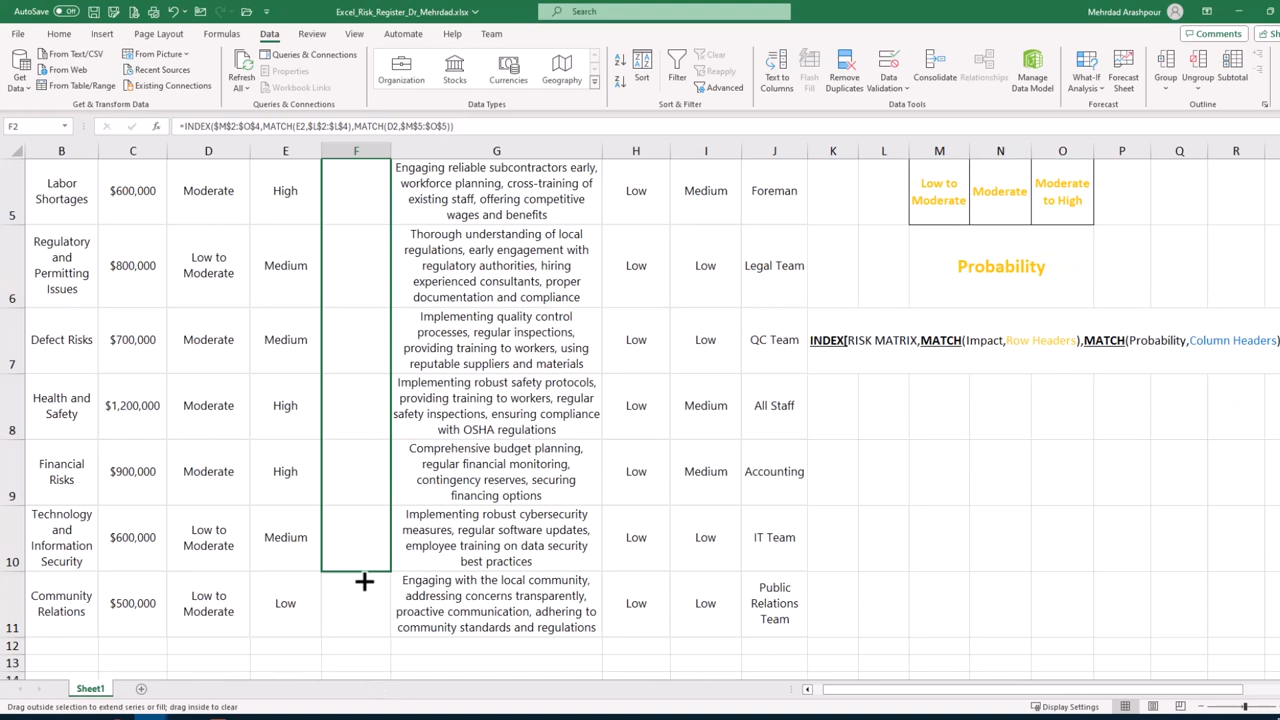 AutoSave Off
Excel_Risk_Register_Dr_Mehrdad.xlsx
Search
Mehrdad Arashpour
File Home Insert Draw Page Layout Formulas Data Review View Automate Help Team
Comments
Get Data
From Text/CSV
From Web
From Table/Range
From Picture
Recent Sources
Existing Connections
Get & Transform Data
Refresh All
Queries & Connections
Properties
Workbook Links
Queries & Connections
Organization
Stocks
Currencies
Geography
Data Types
Sort
Filter
Clear
Reapply
Advanced
Sort & Filter
Text to Columns
Flash Fill
Remove Duplicates
Data Validation
Consolidate
Relationships
Manage Data Model
Data Tools
What-If Analysis
Forecast Sheet
Forecast
Group
Ungroup
Subtotal
Outline
F2
fx
=INDEX($M$2:$O$4,MATCH(E2,$L$2:$L$4),MATCH(D2,$M$5:$O$5))
B C D E F G H I J K L M N O P Q R
5
Labor
Shortages
$600,000
Moderate
High
Engaging reliable subcontractors early,
workforce planning, cross-training of
existing staff, offering competitive
wages and benefits
Low
Medium
Foreman
Low to
Moderate
Moderate
Moderate
to High
6
Regulatory
and
Permitting
Issues
$800,000
Low to
Moderate
Medium
Thorough understanding of local
regulations, early engagement with
regulatory authorities, hiring
experienced consultants, proper
documentation and compliance
Low
Low
Legal Team
Probability
7
Defect Risks
$700,000
Moderate
Medium
Implementing quality control
processes, regular inspections,
providing training to workers, using
reputable suppliers and materials
Low
Medium
QC Team
INDEX[RISK MATRIX,MATCH(Impact,Row Headers),MATCH(Probability,Column Headers)
8
Health and
Safety
$1,200,000
Moderate
High
Implementing robust safety protocols,
providing training to workers, regular
safety inspections, ensuring compliance
with OSHA regulations
Low
Medium
All Staff
9
Financial
Risks
$900,000
Moderate
High
Comprehensive budget planning,
regular financial monitoring,
contingency reserves, securing
financing options
Low
Medium
Accounting
10
Technology
and
Information
Security
$600,000
Low to
Moderate
Medium
Implementing robust cybersecurity
measures, regular software updates,
employee training on data security
best practices
Low
Low
IT Team
11
Community
Relations
$500,000
Low to
Moderate
Low
Engaging with the local community,
addressing concerns transparently,
proactive communication, adhering to
community standards and regulations
Low
Low
Public
Relations
Team
12
13
Sheet1
Drag outside selection to extend series or fill; drag inside to clear
Display Settings